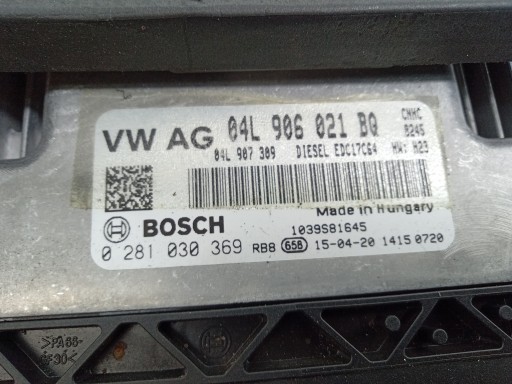 VW AG 04L 906 021 BQ CNHC
8245
04L 907 309 DIESEL EDC17C64 HW: H23
Made in Hungary
BOSCH 1039S81645
0 281 030 369 RB8 658 15-04-20 1415 0720
>PA66-